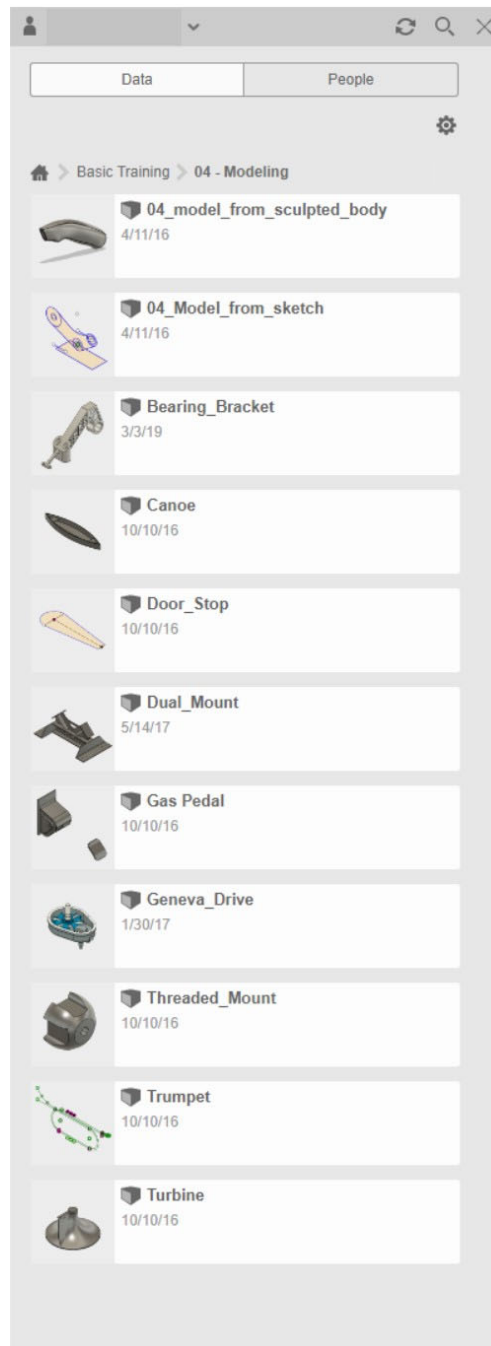 Data People
Basic Training 04 - Modeling
04_model_from_sculpted_body
4/11/16
04_Model_from_sketch
4/11/16
Bearing_Bracket
3/3/19
Canoe
10/10/16
Door_Stop
10/10/16
Dual_Mount
5/14/17
Gas Pedal
10/10/16
Geneva_Drive
1/30/17
Threaded_Mount
10/10/16
Trumpet
10/10/16
Turbine
10/10/16